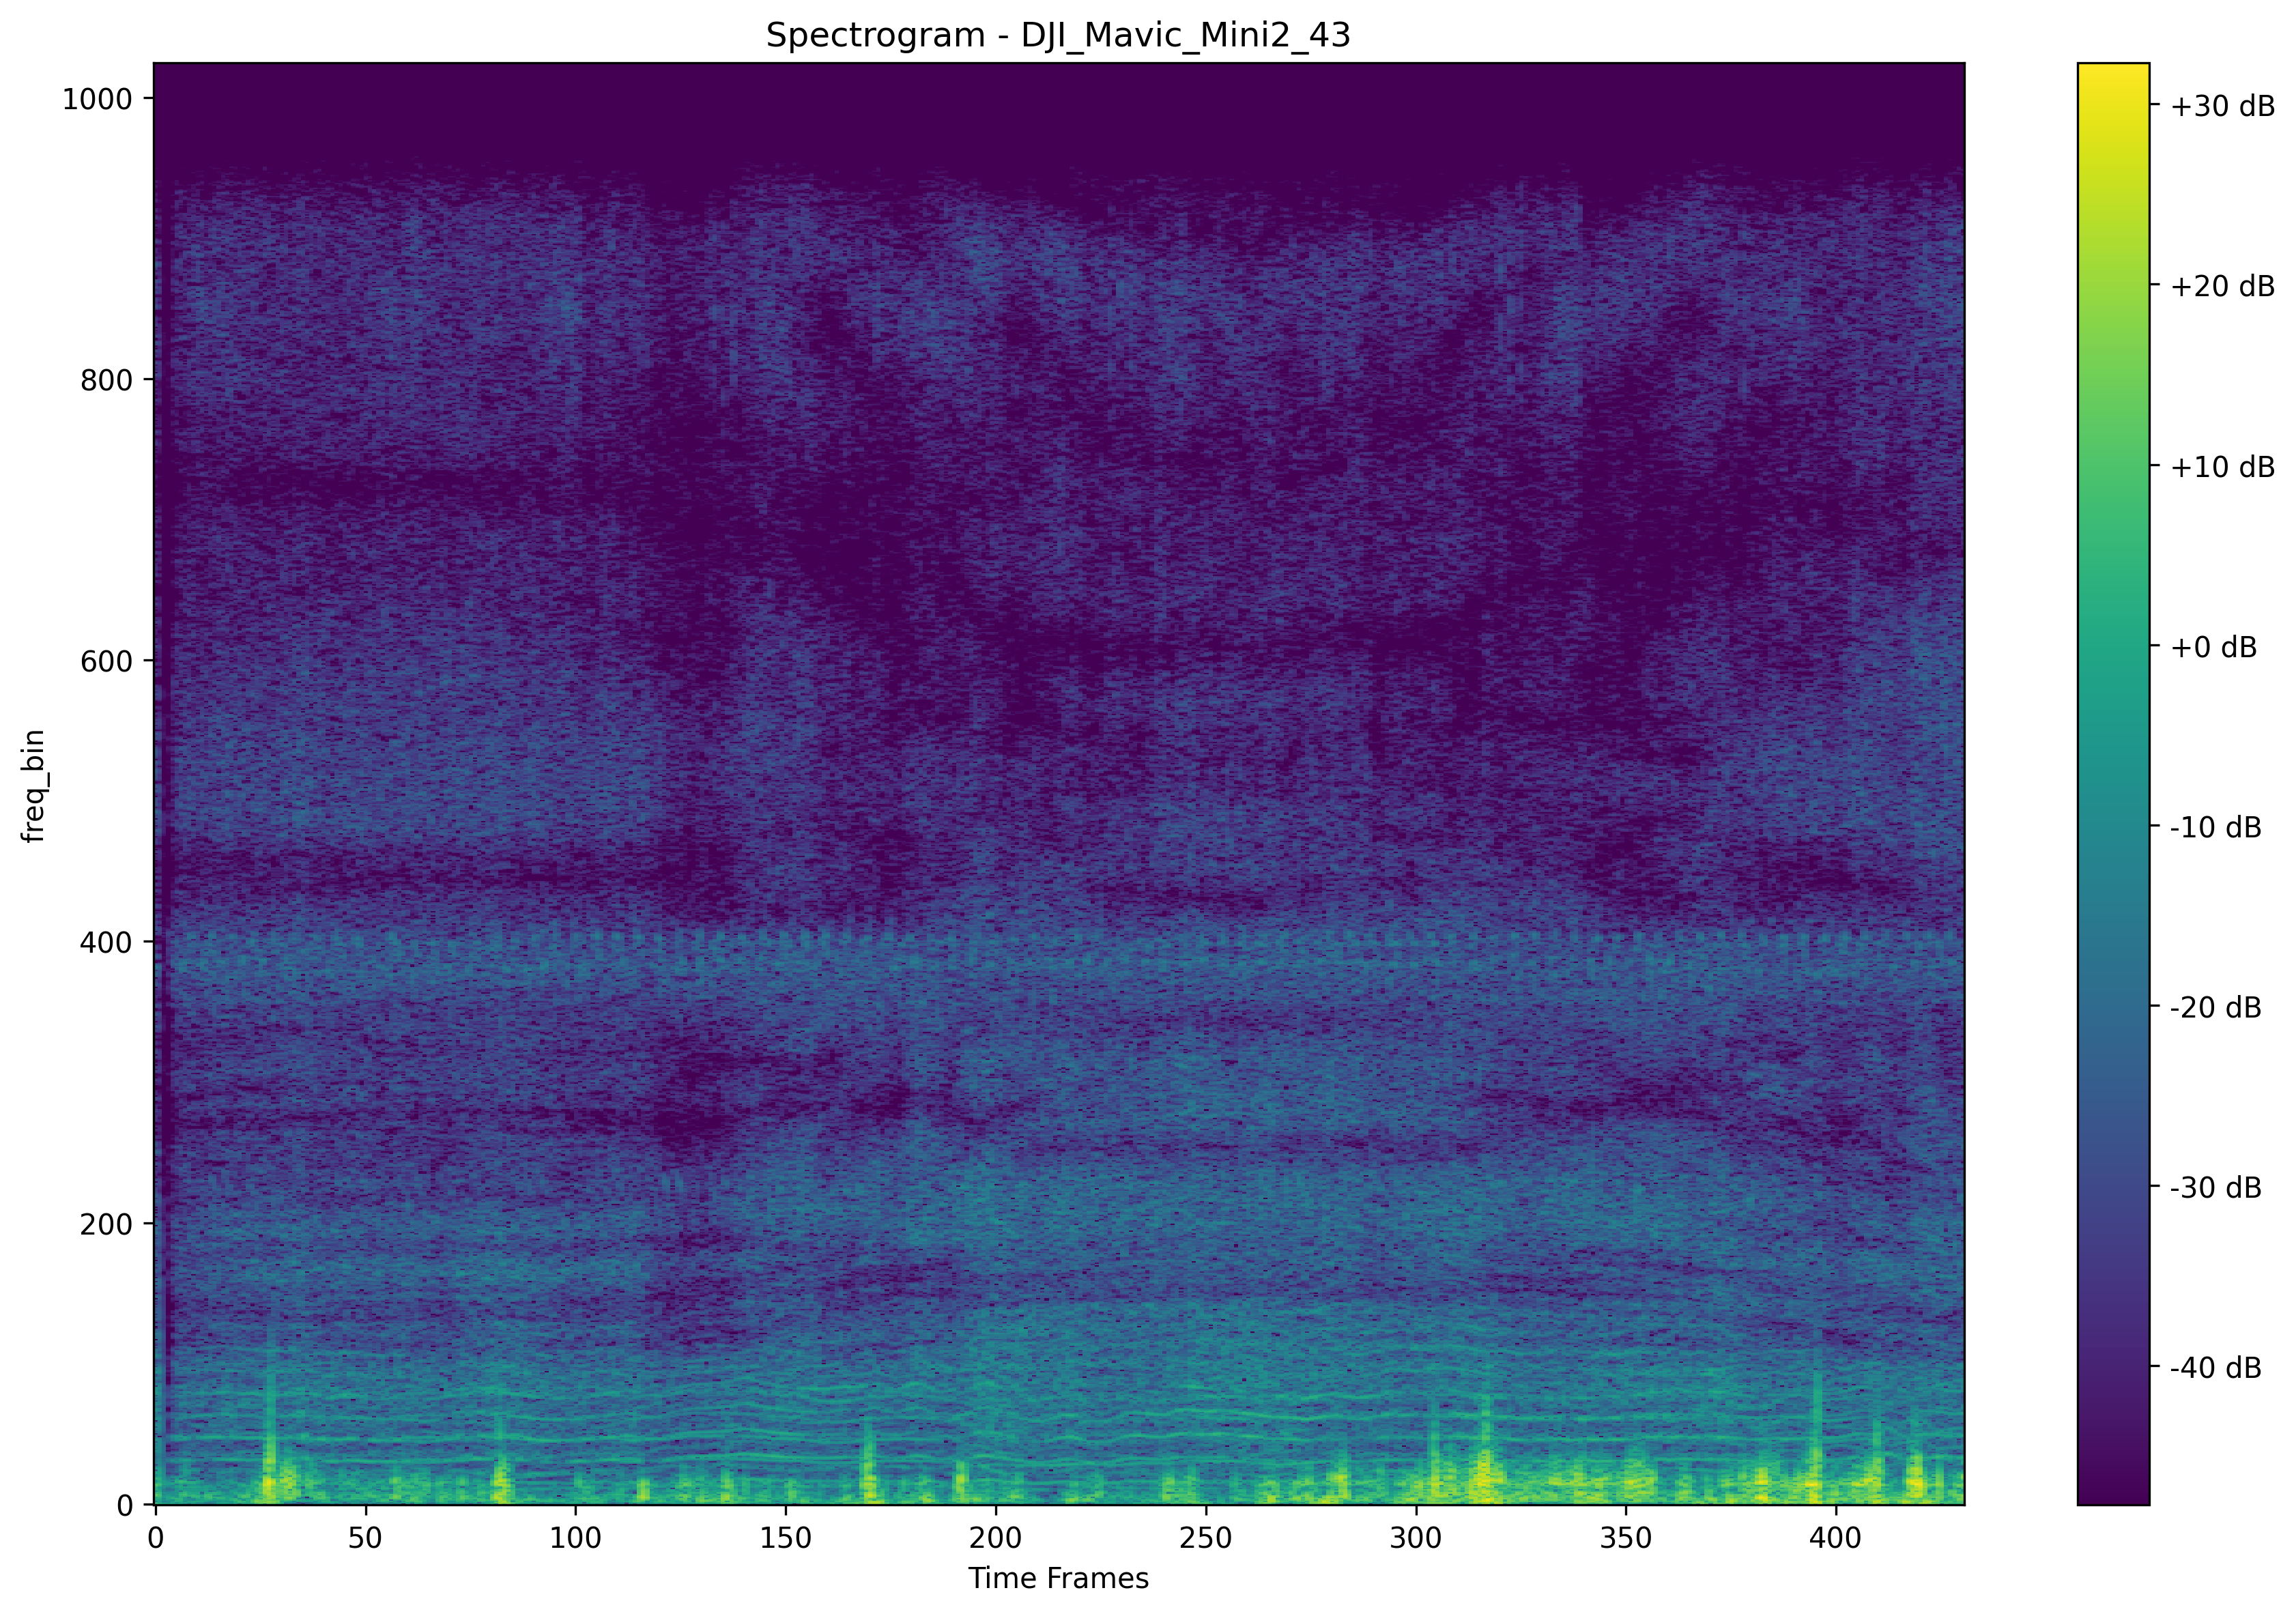 Spectrogram - DJI_Mavic_Mini2_43
1000
800
600
400
200
0
freq_bin
0 50 100 150 200 250 300 350 400
Time Frames
+30 dB
+20 dB
+10 dB
+0 dB
-10 dB
-20 dB
-30 dB
-40 dB